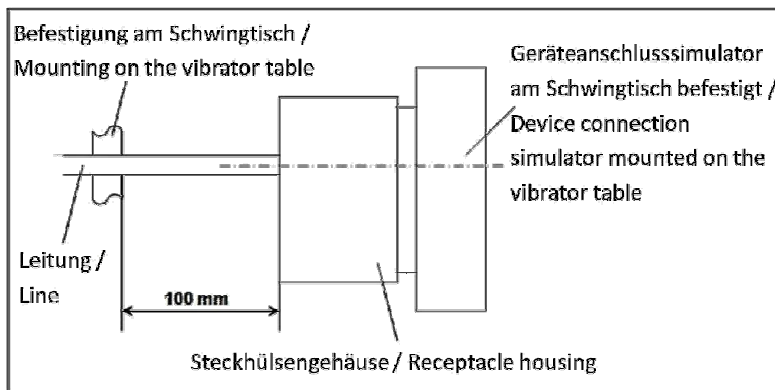 Befestigung am Schwingtisch /
Mounting on the vibrator table
Geräteanschlusssimulator
am Schwingtisch befestigt /
Device connection
simulator mounted on the
vibrator table
Leitung /
Line
100 mm
Steckhülsengehäuse / Receptacle housing